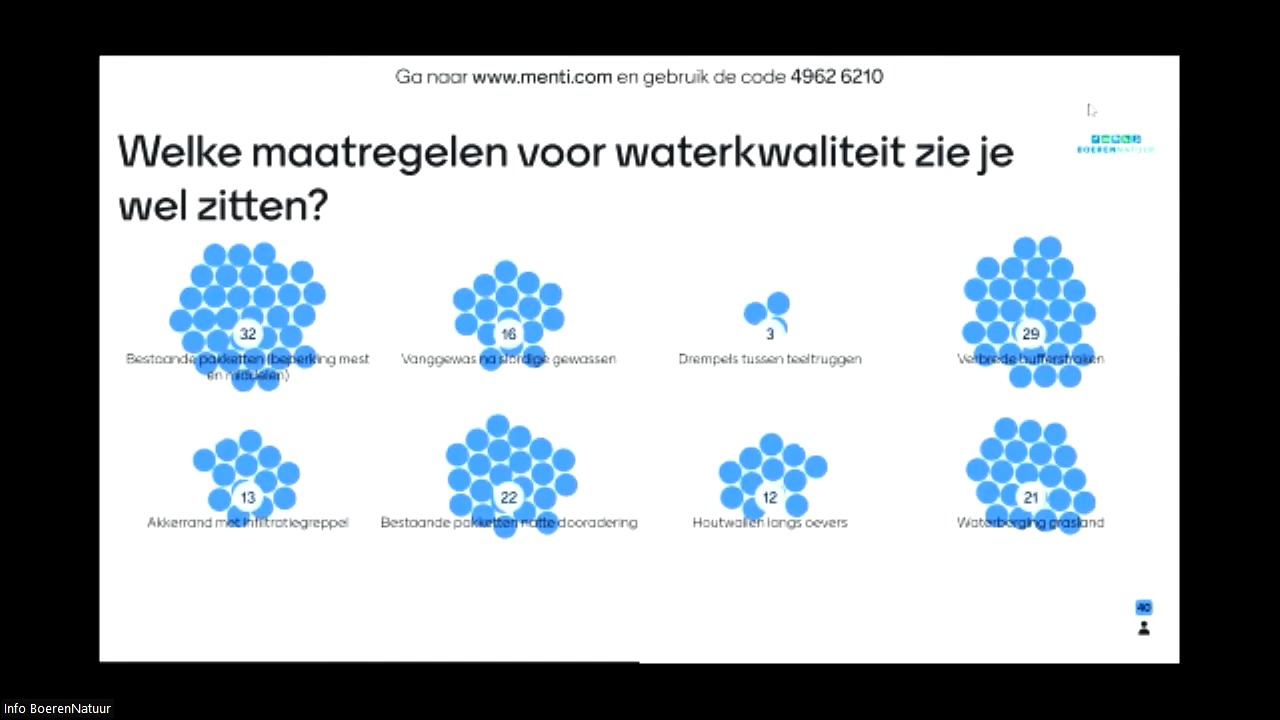 Ga naar www.menti.com en gebruik de code 4962 6210
Welke maatregelen voor waterkwaliteit zie je
wel zitten?
BOERENNATUUR
32
Bestaande pakketten (beperking mest
en middelen)
16
Vanggewas na slordige gewassen
3
Drempels tussen teeltruggen
29
Verbrede bufferstroken
13
Akkerrand met infiltratiegreppel
22
Bestaande pakketten natte dooradering
12
Houtwallen langs oevers
21
Waterberging grasland
40
Info BoerenNatuur